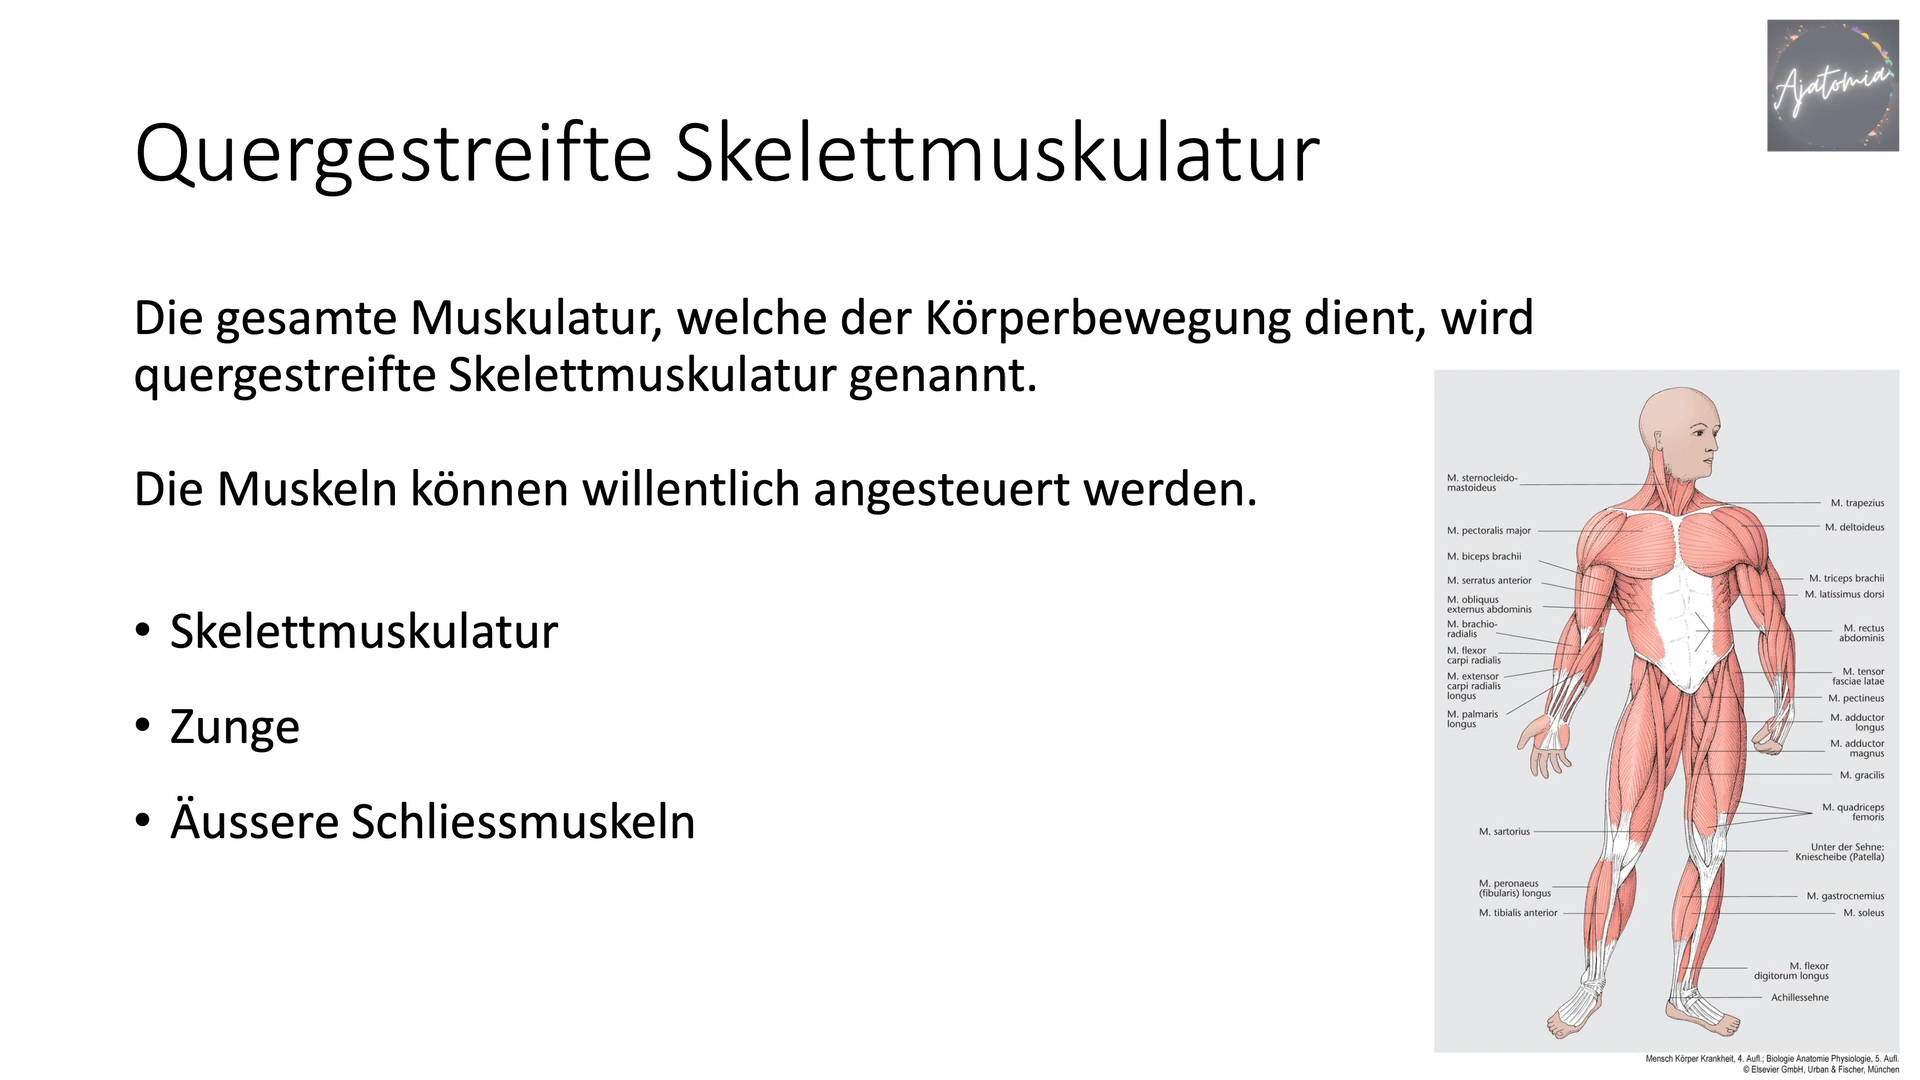 Ajatomia
Quergestreifte Skelettmuskulatur
Die gesamte Muskulatur, welche der Körperbewegung dient, wird
quergestreifte Skelettmuskulatur genannt.
Die Muskeln können willentlich angesteuert werden.
• Skelettmuskulatur
• Zunge
• Äussere Schliessmuskeln
M. sternocleido-
mastoideus
M. pectoralis major
M. biceps brachii
M. serratus anterior
M. obliquus
externus abdominis
M. brachio-
radialis
M. flexor
carpi radialis
M. extensor
carpi radialis
longus
M. palmaris
longus
M. sartorius
M. peronaeus
(fibularis) longus
M. tibialis anterior
M. trapezius
M. deltoideus
M. triceps brachii
M. latissimus dorsi
M. rectus
abdominis
M. tensor
fasciae latae
M. pectineus
M. adductor
longus
M. adductor
magnus
M. gracilis
M. quadriceps
femoris
Unter der Sehne:
Kniescheibe (Patella)
M. gastrocnemius
M. soleus
M. flexor
digitorum longus
Achillessehne
Mensch Körper Krankheit, 4. Aufl.; Biologie Anatomie Physiologie, 5. Aufl.
© Elsevier GmbH, Urban & Fischer, München